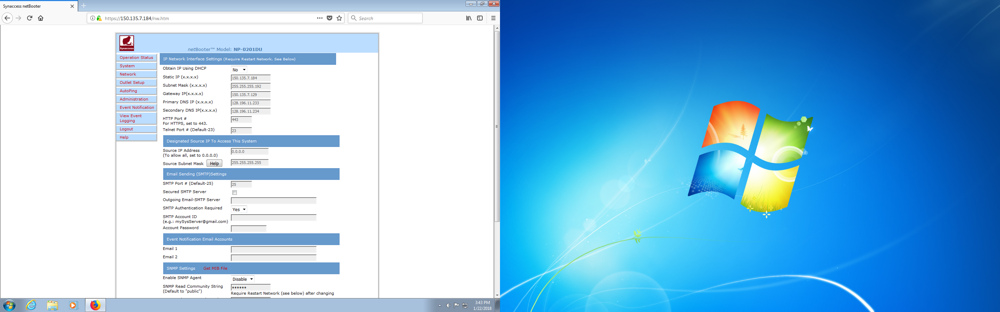 Synaccess netBooter
https://150.135.7.184/nw.htm
Search
Synaccess
netBooter™ Model: NP-0201DU
Operation Status
System
Network
Outlet Setup
AutoPing
Administration
Event Notification
View Event
Logging
Logout
Help
IP Network Interface Settings (Require Restart Network. See Below)
Obtain IP Using DHCP No
Static IP (x.x.x.x) 150.135.7.184
Subnet Mask (x.x.x.x) 255.255.255.192
Gateway IP(x.x.x.x) 150.135.7.129
Primary DNS IP (x.x.x.x) 128.196.11.233
Secondary DNS IP(x.x.x.x) 128.196.11.234
HTTP Port # 443
For HTTPS, set to 443.
Telnet Port # (Default-23) 23
Designated Source IP To Access This System
Source IP Address 0.0.0.0
(To allow all, set to 0.0.0.0)
Source Subnet Mask Help 255.255.255.255
Email Sending (SMTP)Settings
SMTP Port # (Default-25) 25
Secured SMTP Server
Outgoing Email-SMTP Server
SMTP Authentication Required Yes
SMTP Account ID
(e.g.: mySysServer@gmail.com)
Account Password
Event Notification Email Accounts
Email 1
Email 2
SNMP Settings Get MIB File
Enable SNMP Agent Disable
SNMP Read Community String ••••••
(Default to "public")
Require Restart Network (see below) after changing
3:43 PM
1/22/2018